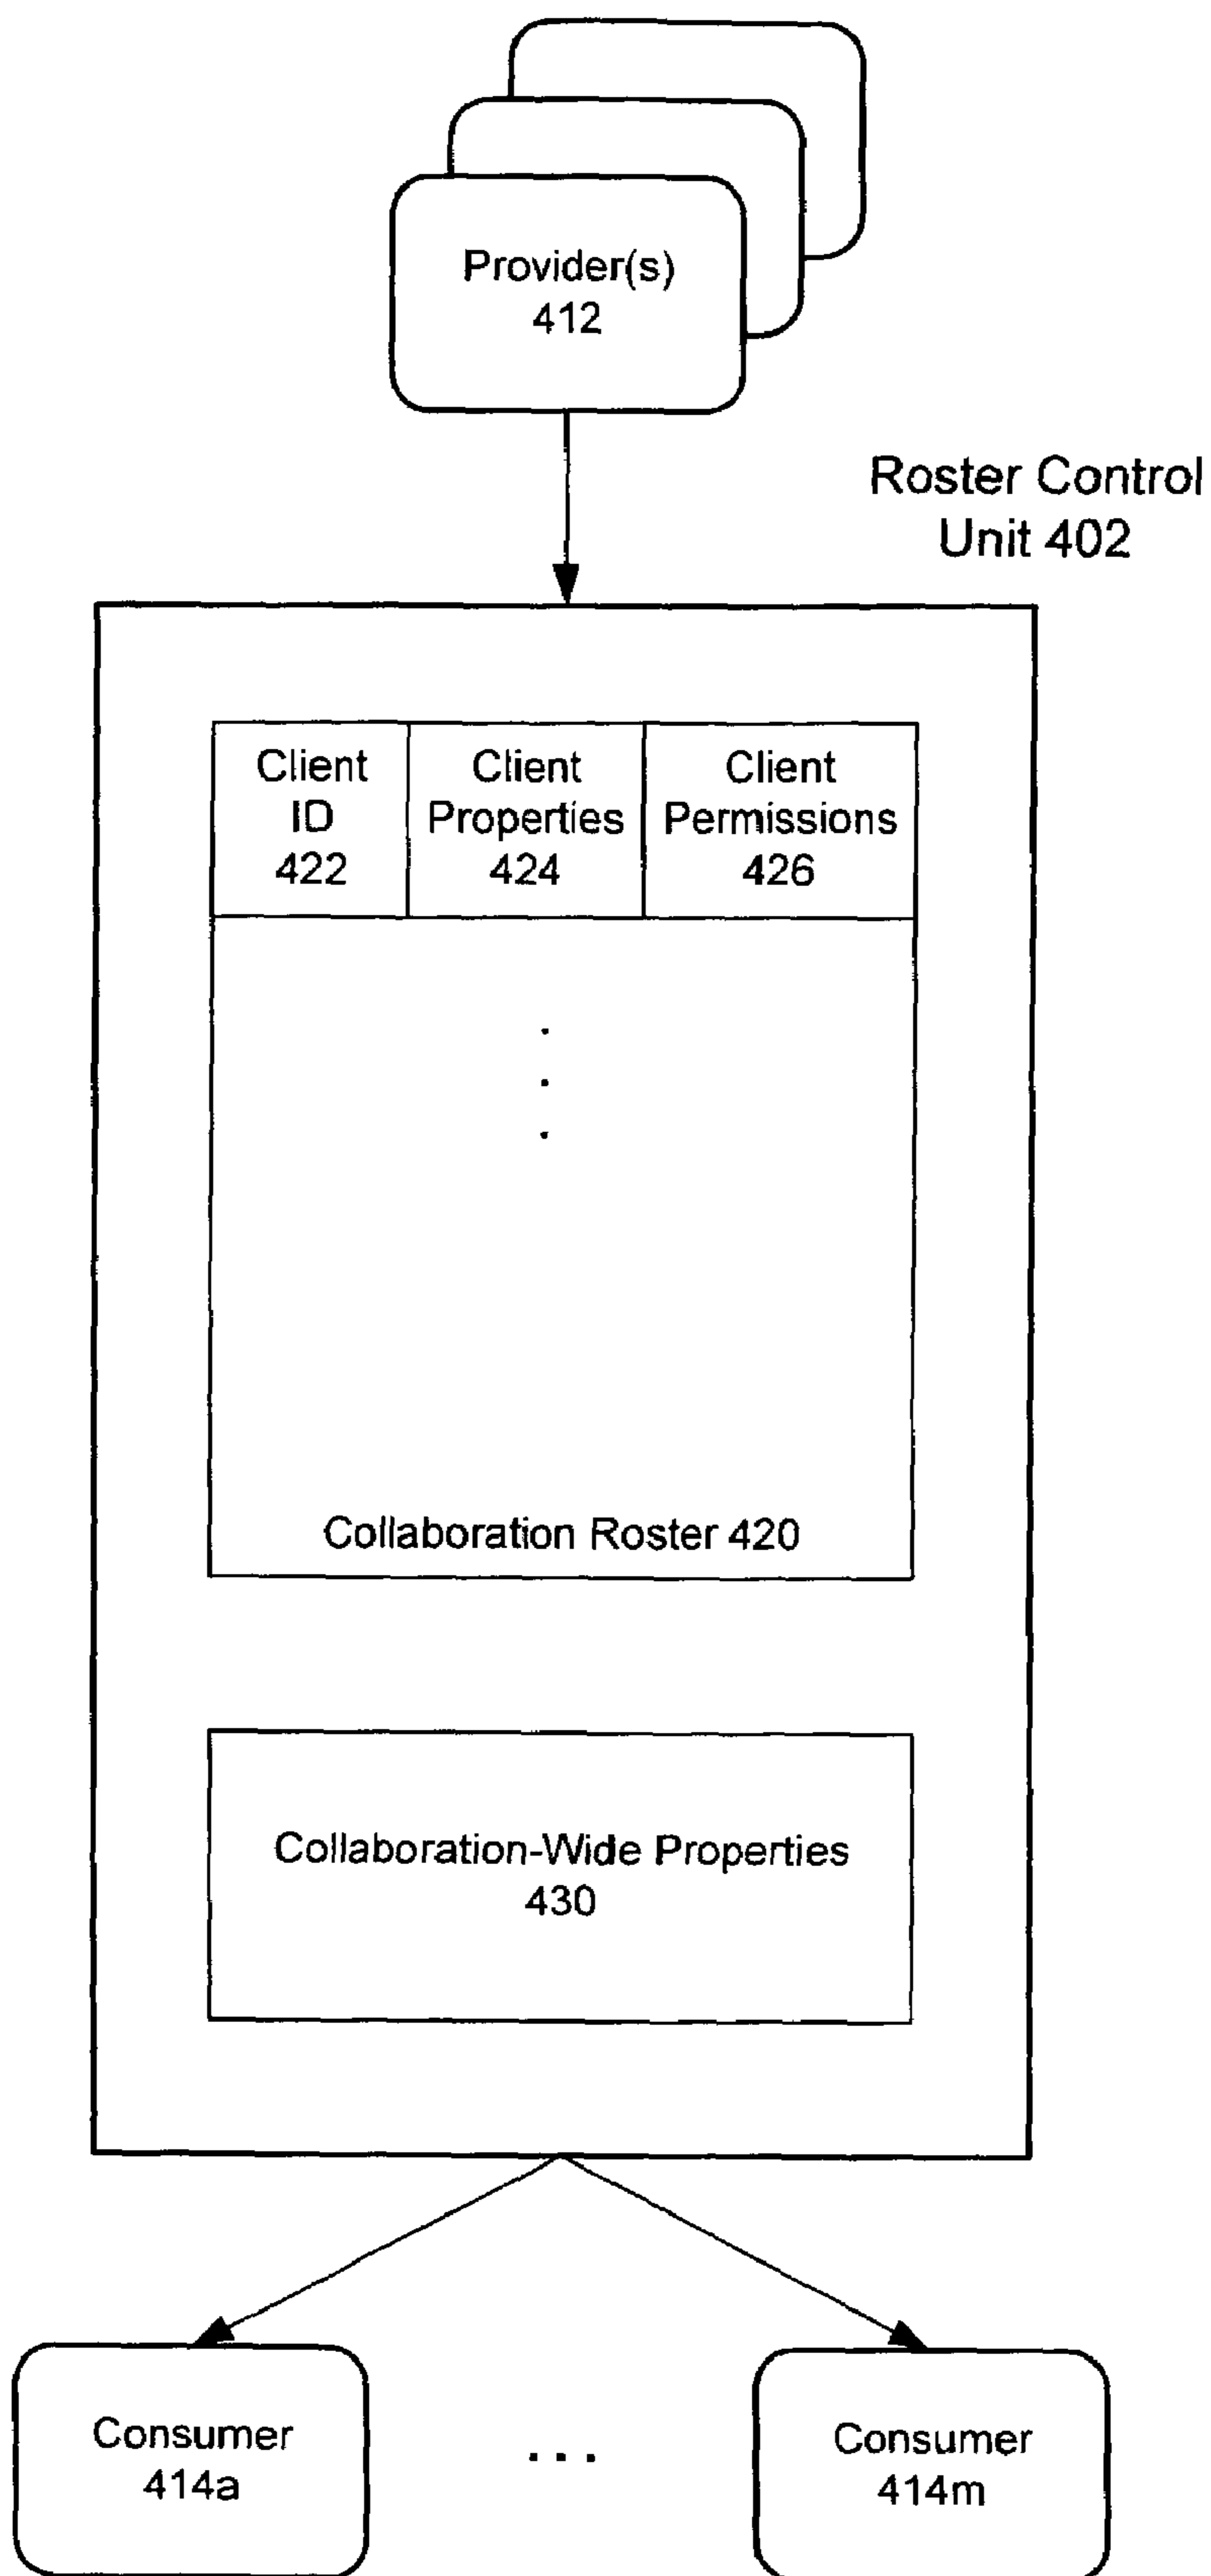 Provider(s)
412
Roster Control
Unit 402
Client
ID
422
Client
Properties
424
Client
Permissions
426
.
.
.
Collaboration Roster 420
Collaboration-Wide Properties
430
Consumer
414a
...
Consumer
414m